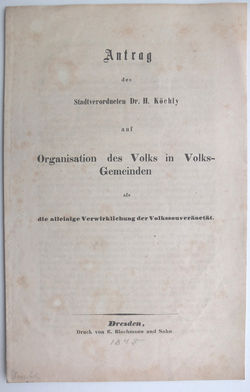 Antrag
des
Stadtverordneten Dr. H. Köchly
auf
Organisation des Volks in Volks-
Gemeinden
als
die alleinige Verwirklichung der Volkssouveränetät.
Dresden,
Druck von E. Blochmann und Sohn
1848